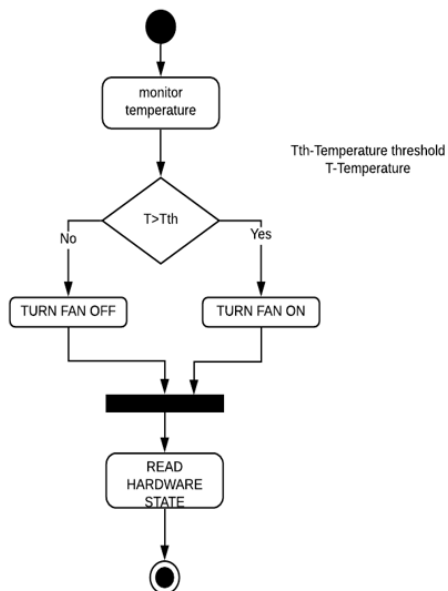 monitor
temperature
Tth-Temperature threshold
T-Temperature
T>Tth
No
Yes
TURN FAN OFF
TURN FAN ON
READ
HARDWARE
STATE